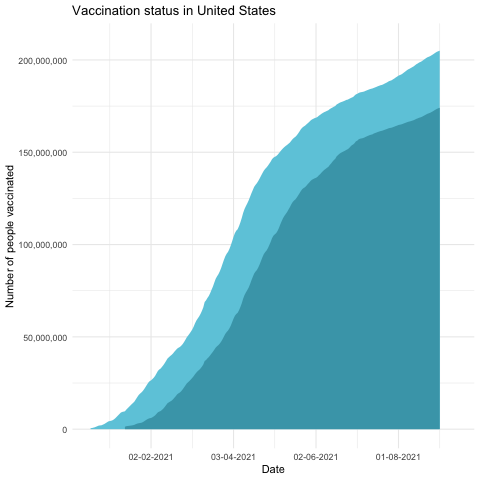 Vaccination status in United States
Number of people vaccinated
200,000,000
150,000,000
100,000,000
50,000,000
0
02-02-2021 03-04-2021 02-06-2021 01-08-2021
Date